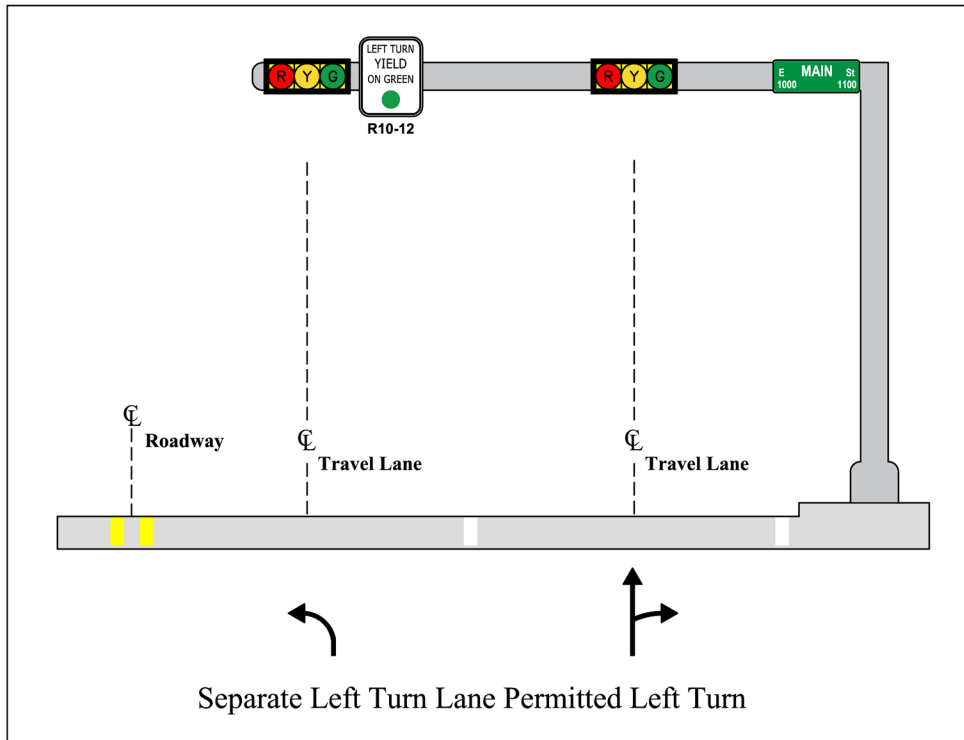 R Y G
LEFT TURN
YIELD
ON GREEN
R10-12
R Y G
E MAIN St
1000 1100
℄
Roadway
℄
Travel Lane
℄
Travel Lane
Separate Left Turn Lane Permitted Left Turn